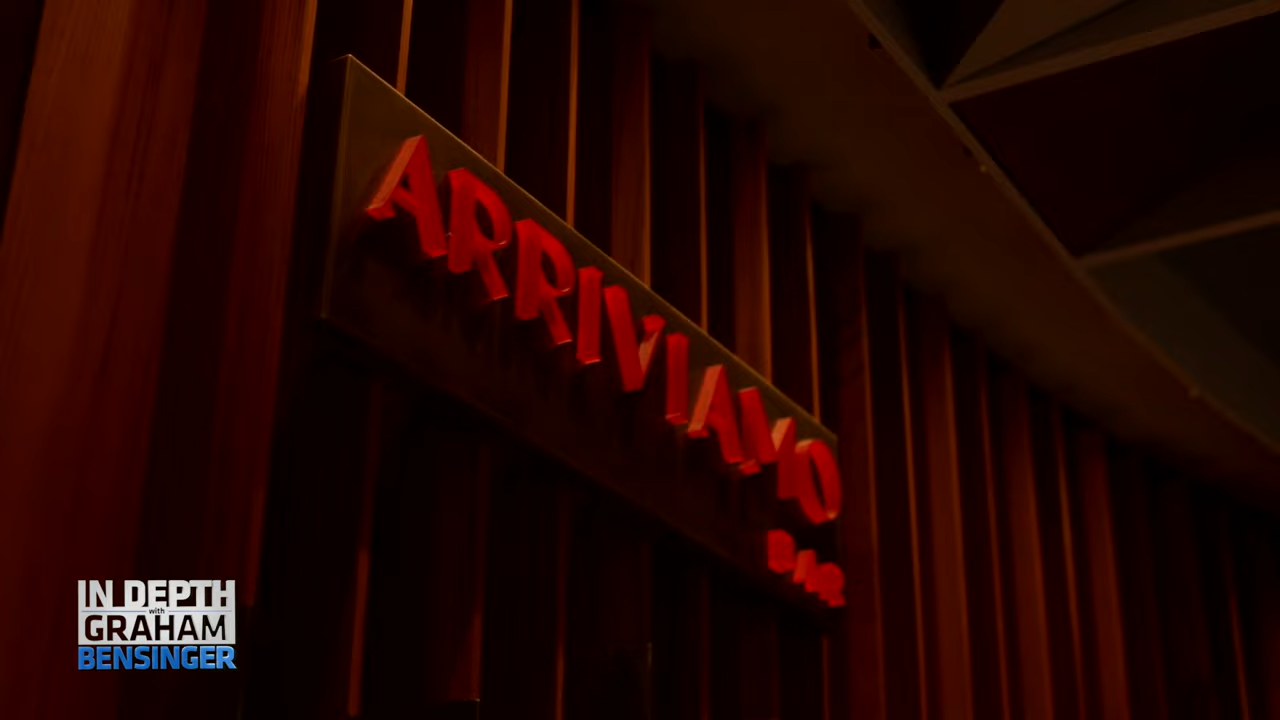 ARRIVIAMO
BAR
IN DEPTH
with
GRAHAM
BENSINGER